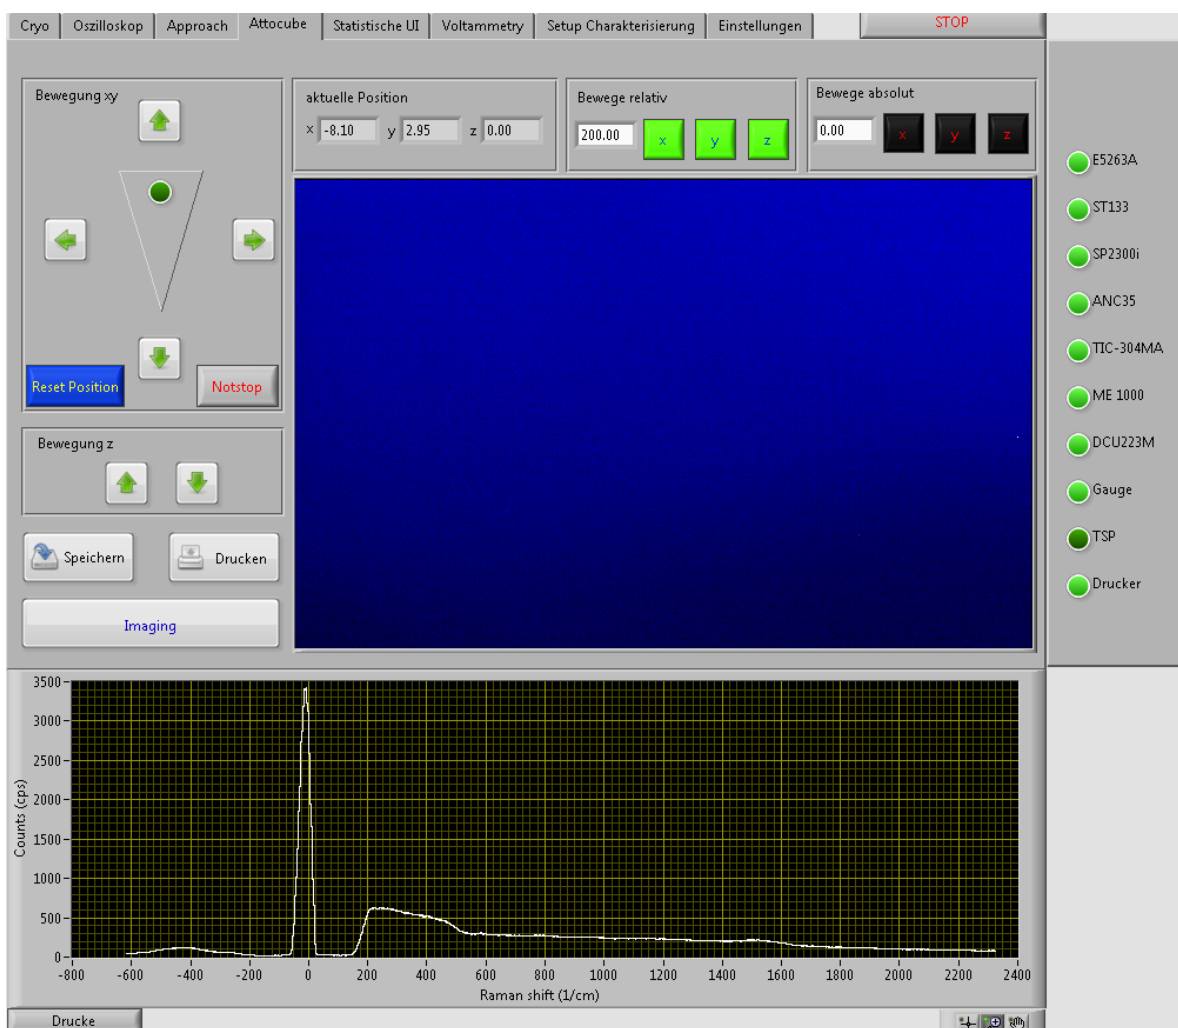 Cryo Oszilloskop Approach Attocube Statistische UI Voltammetry Setup Charakterisierung Einstellungen STOP
Bewegung xy
aktuelle Position
x -8.10 y 2.95 z 0.00
Bewege relativ
200.00 x y z
Bewege absolut
0.00 x y z
Reset Position Notstop
Bewegung z
Speichern Drucken
Imaging
E5263A
ST133
SP2300i
ANC35
TIC-304MA
ME 1000
DCU223M
Gauge
TSP
Drucker
Counts (cps)
3500
3000
2500
2000
1500
1000
500
0
-800 -600 -400 -200 0 200 400 600 800 1000 1200 1400 1600 1800 2000 2200 2400
Raman shift (1/cm)
Drucke